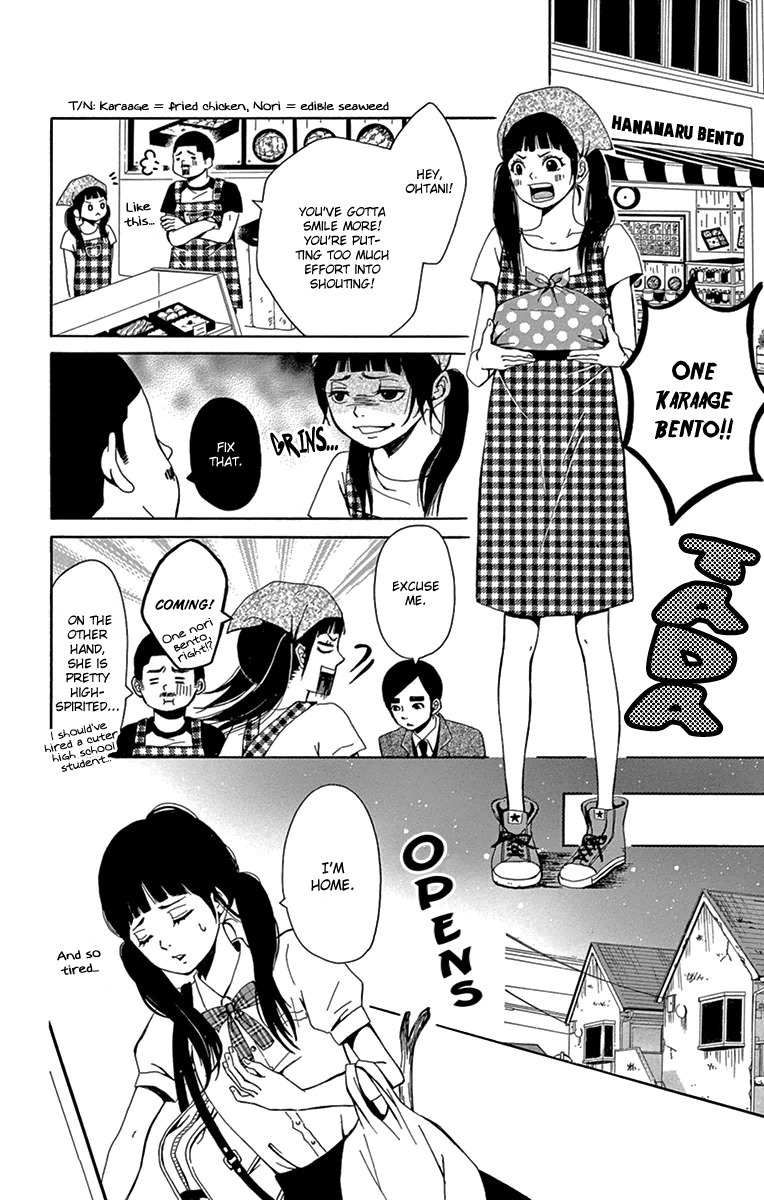 HANAMARU BENTO
ONE
KARAAGE
BENTO!!
TADA
T/N: Karaage = fried chicken, Nori = edible seaweed
HEY,
OHTANI!
YOU'VE GOTTA
SMILE MORE!
YOU'RE PUT-
TING TOO MUCH
EFFORT INTO
SHOUTING!
Like
this...
GRINS...
FIX
THAT.
EXCUSE
ME.
COMING!
One nori
Bento,
right!?
ON THE
OTHER
HAND,
SHE IS
PRETTY
HIGH-
SPIRITED...
I should've
hired a cuter
high school
student...
OPENS
I'M
HOME.
And so
tired...